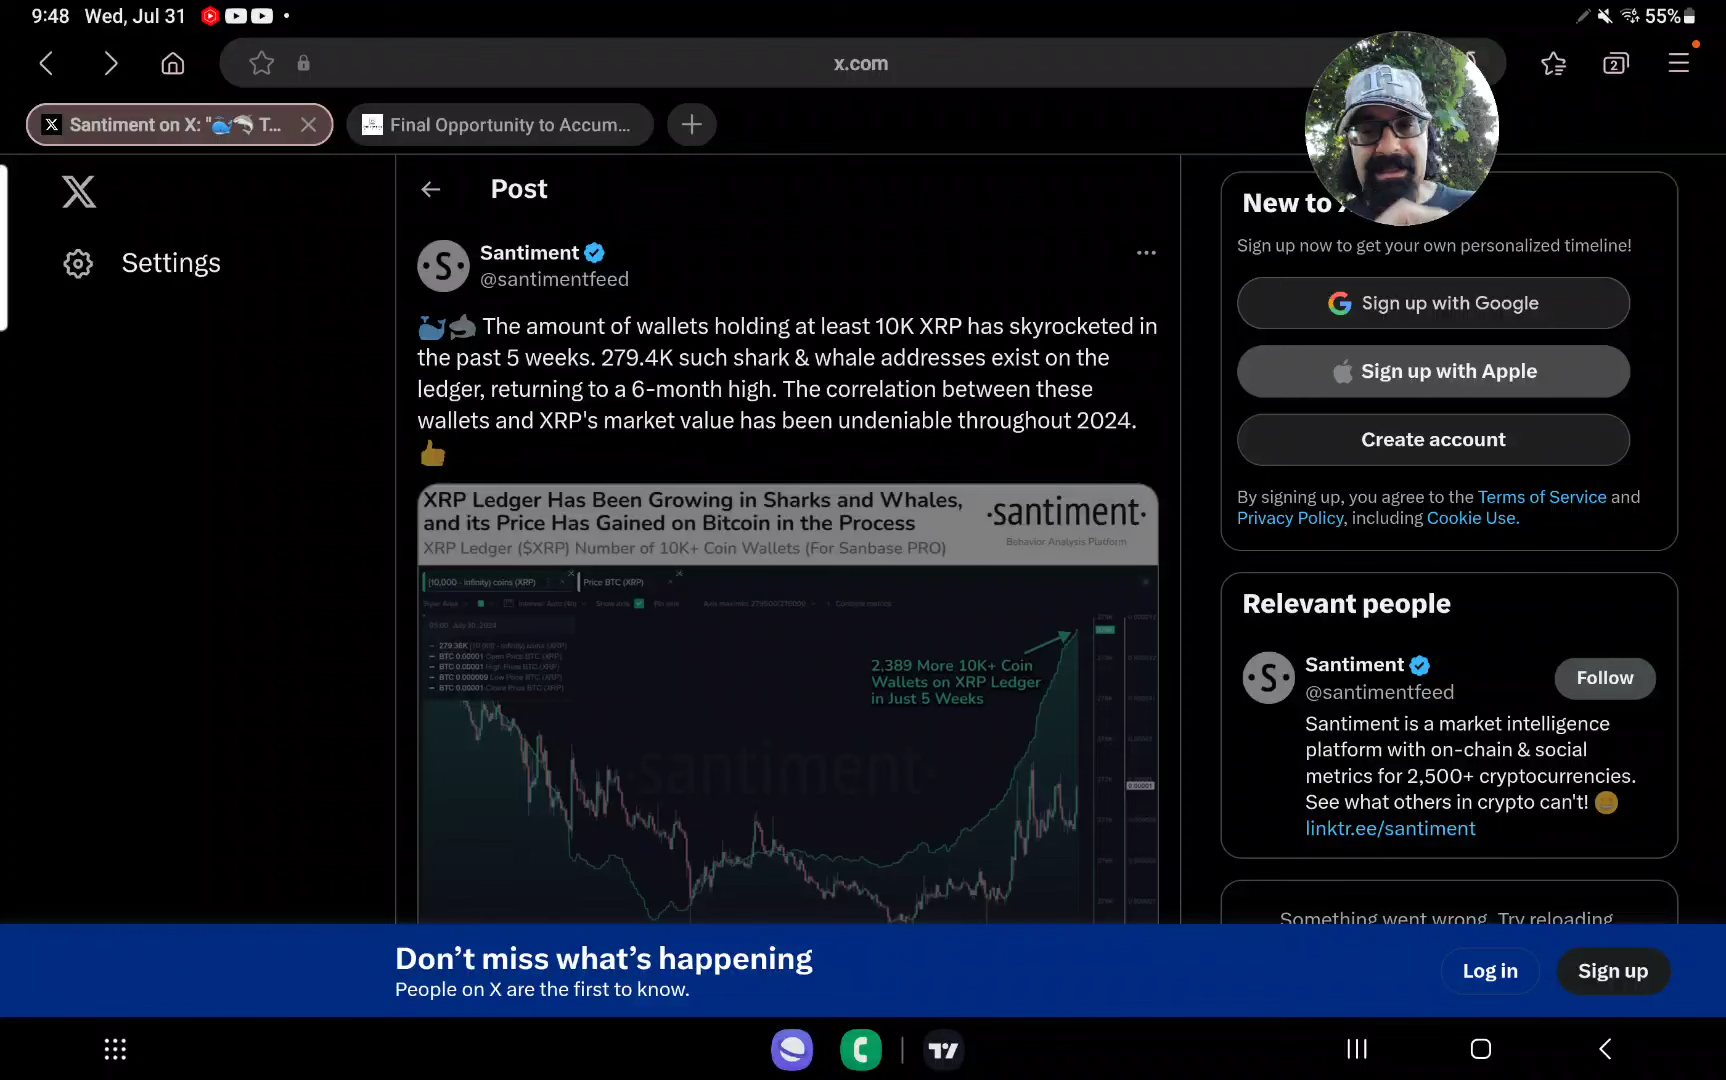 9:48 Wed, Jul 31
55%
x.com
2
Santiment on X: "🐳🦈 T...
Final Opportunity to Accum...
Post
Settings
Santiment
@santimentfeed
🐳🦈 The amount of wallets holding at least 10K XRP has skyrocketed in
the past 5 weeks. 279.4K such shark & whale addresses exist on the
ledger, returning to a 6-month high. The correlation between these
wallets and XRP's market value has been undeniable throughout 2024.
👍
XRP Ledger Has Been Growing in Sharks and Whales,
and its Price Has Gained on Bitcoin in the Process
XRP Ledger ($XRP) Number of 10K+ Coin Wallets (For Sanbase PRO)
·santiment·
Behavior Analysis Platform
(10,000 - infinity) coins (XRP)
Price BTC (XRP)
2,389 More 10K+ Coin
Wallets on XRP Ledger
in Just 5 Weeks
·santiment·
New to
Sign up now to get your own personalized timeline!
Sign up with Google
Sign up with Apple
Create account
By signing up, you agree to the Terms of Service and
Privacy Policy, including Cookie Use.
Relevant people
Santiment
@santimentfeed
Follow
Santiment is a market intelligence
platform with on-chain & social
metrics for 2,500+ cryptocurrencies.
See what others in crypto can't! 😄
linktr.ee/santiment
Something went wrong. Try reloading
Don't miss what's happening
People on X are the first to know.
Log in
Sign up